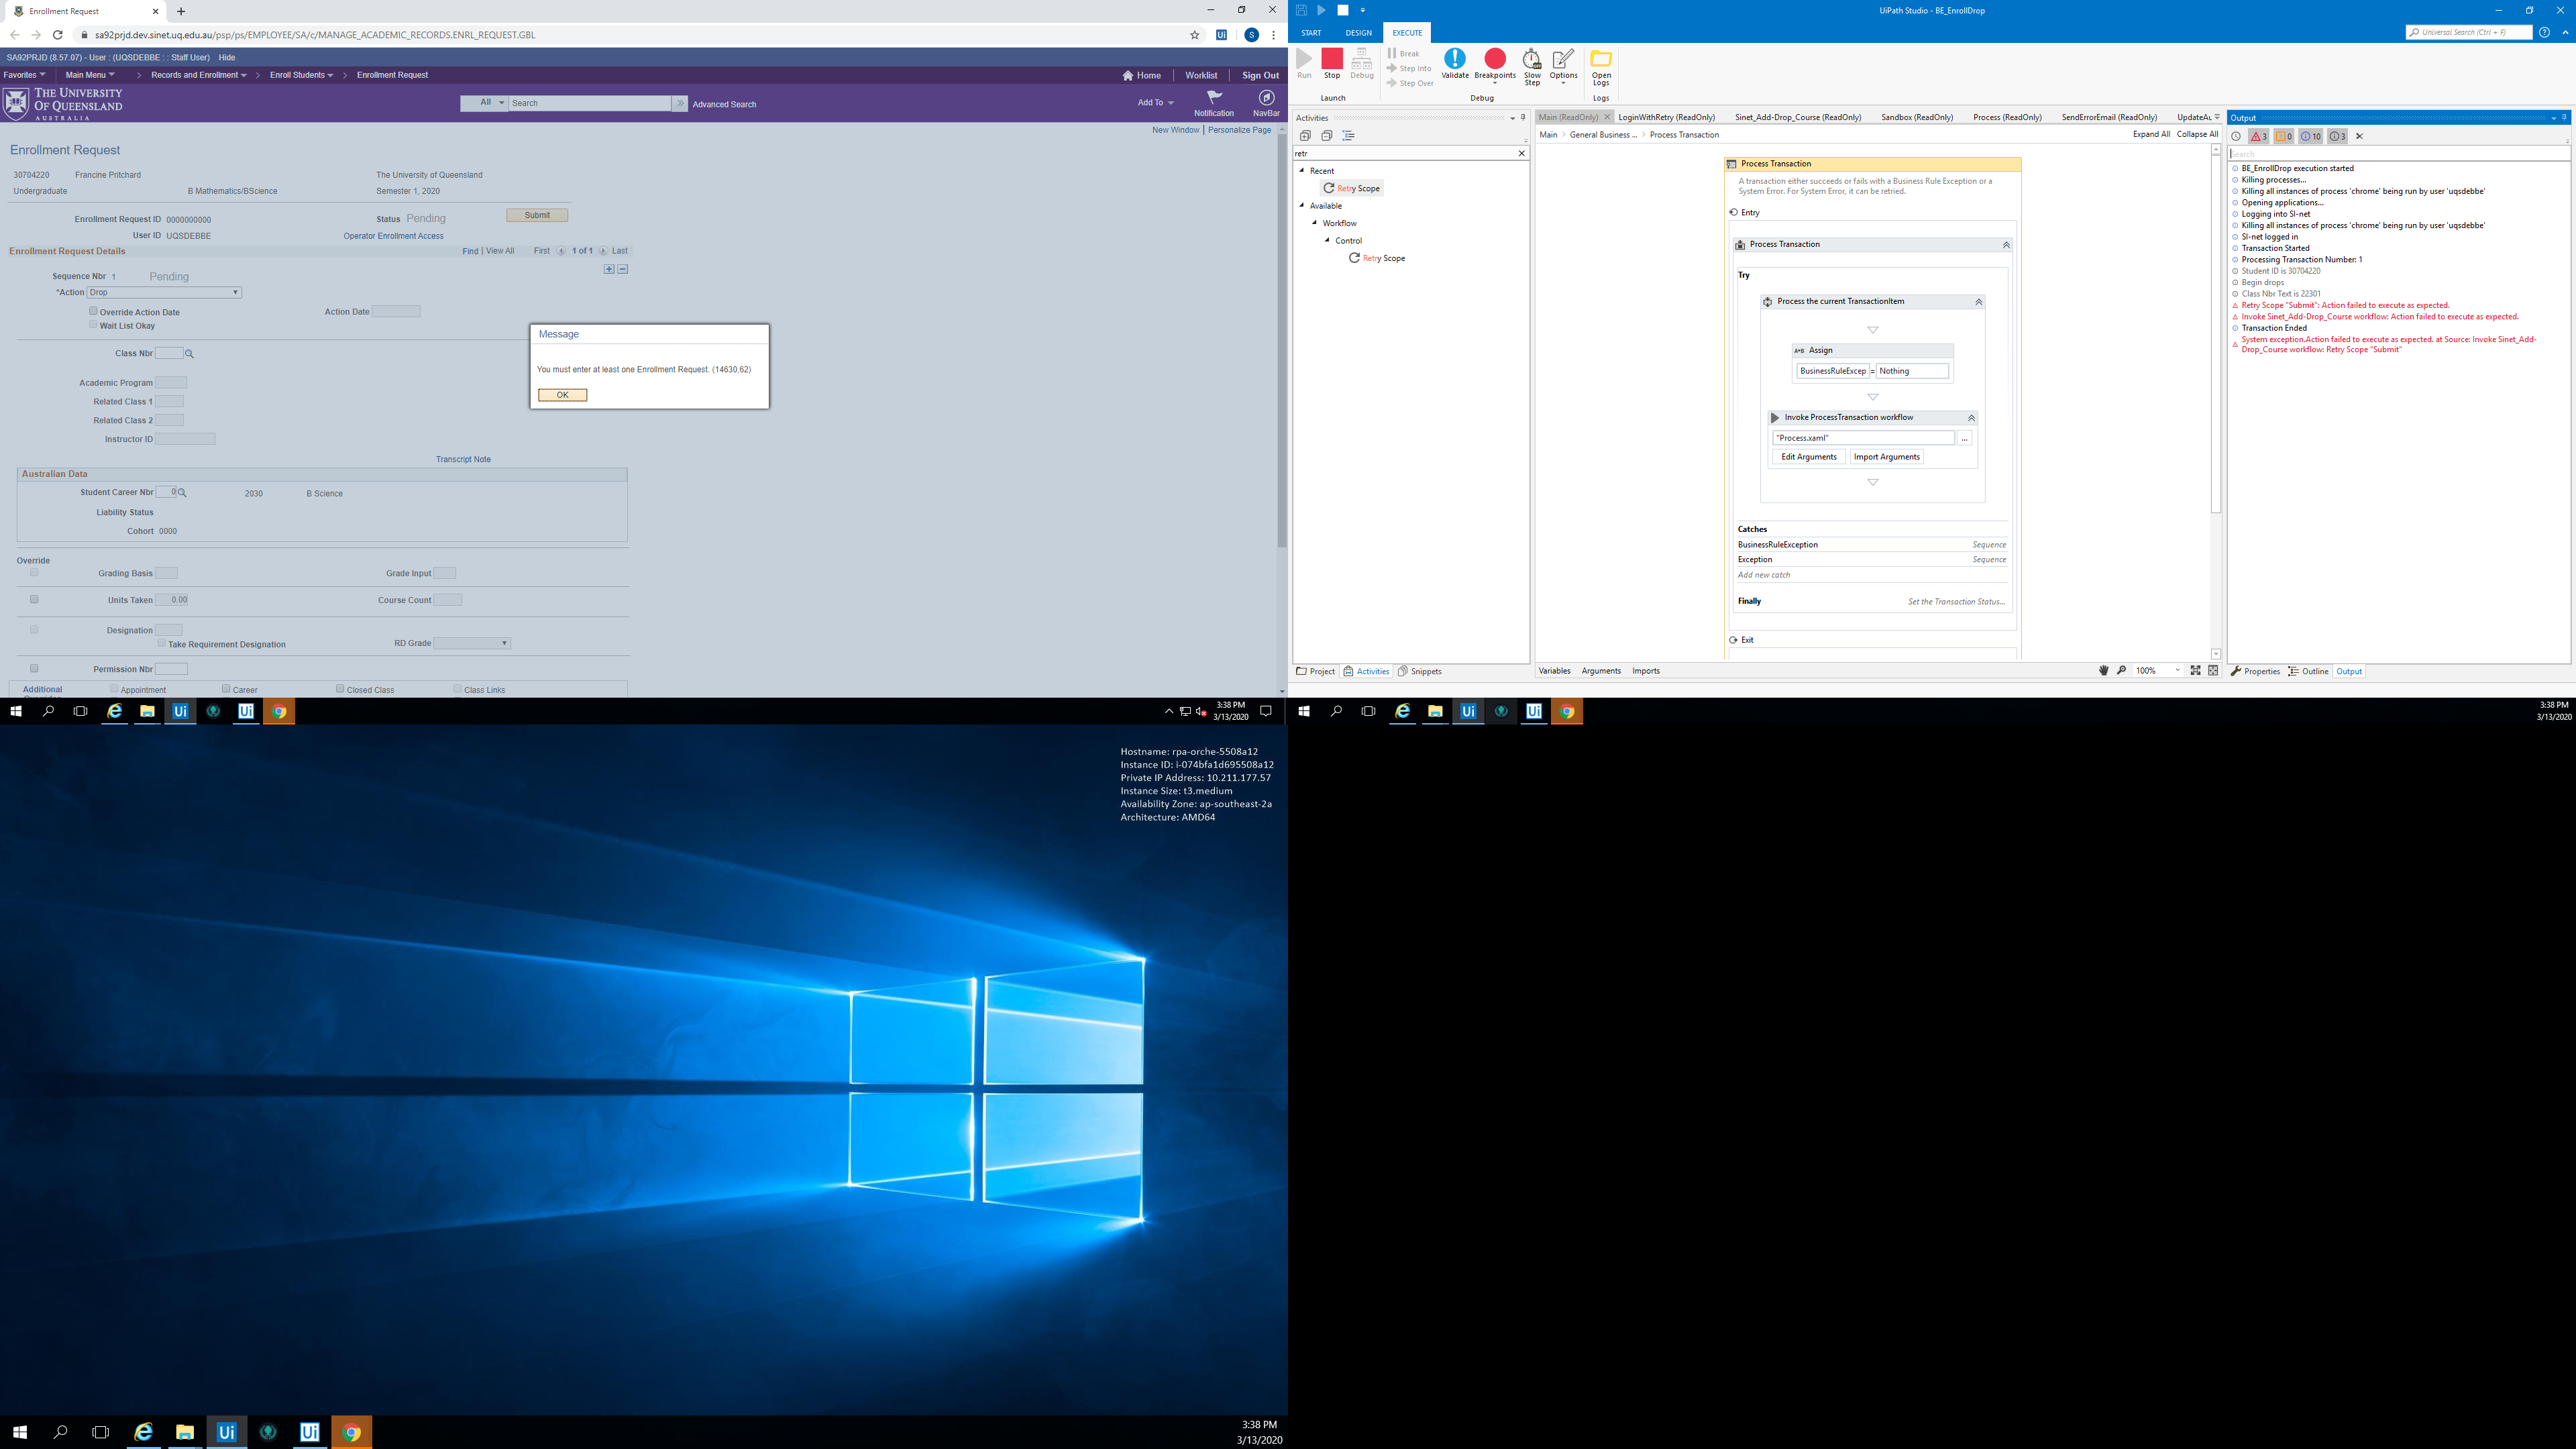 Enrollment Request
sa92prjd.dev.sinet.uq.edu.au/psp/ps/EMPLOYEE/SA/c/MANAGE_ACADEMIC_RECORDS.ENRL_REQUEST.GBL
SA92PRJD (8.57.07) - User : (UQSDEBBE : : Staff User) Hide
Favorites Main Menu > Records and Enrollment > Enroll Students > Enrollment Request
Home Worklist Sign Out
THE UNIVERSITY
OF QUEENSLAND
AUSTRALIA
All Search Advanced Search
Add To Notification NavBar
New Window | Personalize Page
Enrollment Request
30704220 Francine Pritchard The University of Queensland
Undergraduate B Mathematics/BScience Semester 1, 2020
Enrollment Request ID 0000000000 Status Pending Submit
User ID UQSDEBBE Operator Enrollment Access
Enrollment Request Details Find | View All First 1 of 1 Last
Sequence Nbr 1 Pending
*Action Drop
Override Action Date Action Date
Wait List Okay
Class Nbr
Academic Program
Related Class 1
Related Class 2
Instructor ID
Transcript Note
Australian Data
Student Career Nbr 0 2030 B Science
Liability Status
Cohort 0000
Override
Grading Basis Grade Input
Units Taken 0.00 Course Count
Designation
Take Requirement Designation RD Grade
Permission Nbr
Additional Appointment Career Closed Class Class Links
Message
You must enter at least one Enrollment Request. (14630,62)
OK
3:38 PM
3/13/2020
UiPath Studio - BE_EnrollDrop
START DESIGN EXECUTE
Universal Search (Ctrl + F)
Run Stop Debug
Break
Step Into
Step Over
Validate Breakpoints Slow Step Options Open Logs
Launch Debug Logs
Activities
retr
Recent
Retry Scope
Available
Workflow
Control
Retry Scope
Project Activities Snippets
Main (ReadOnly) LoginWithRetry (ReadOnly) Sinet_Add-Drop_Course (ReadOnly) Sandbox (ReadOnly) Process (ReadOnly) SendErrorEmail (ReadOnly) UpdateAu
Main > General Business ... > Process Transaction
Expand All Collapse All
Process Transaction
A transaction either succeeds or fails with a Business Rule Exception or a
System Error. For System Error, it can be retried.
Entry
Process Transaction
Try
Process the current TransactionItem
A+B Assign
BusinessRuleExcep = Nothing
Invoke ProcessTransaction workflow
"Process.xaml" ...
Edit Arguments Import Arguments
Catches
BusinessRuleException Sequence
Exception Sequence
Add new catch
Finally Set the Transaction Status...
Exit
Variables Arguments Imports
100%
Output
3 0 10 3
Search
BE_EnrollDrop execution started
Killing processes...
Killing all instances of process 'chrome' being run by user 'uqsdebbe'
Opening applications...
Logging into SI-net
Killing all instances of process 'chrome' being run by user 'uqsdebbe'
SI-net logged in
Transaction Started
Processing Transaction Number: 1
Student ID is 30704220
Begin drops
Class Nbr Text is 22301
Retry Scope "Submit": Action failed to execute as expected.
Invoke Sinet_Add-Drop_Course workflow: Action failed to execute as expected.
Transaction Ended
System exception.Action failed to execute as expected. at Source: Invoke Sinet_Add-
Drop_Course workflow: Retry Scope "Submit"
Properties Outline Output
3:38 PM
3/13/2020
Hostname: rpa-orche-5508a12
Instance ID: i-074bfa1d695508a12
Private IP Address: 10.211.177.57
Instance Size: t3.medium
Availability Zone: ap-southeast-2a
Architecture: AMD64
3:38 PM
3/13/2020